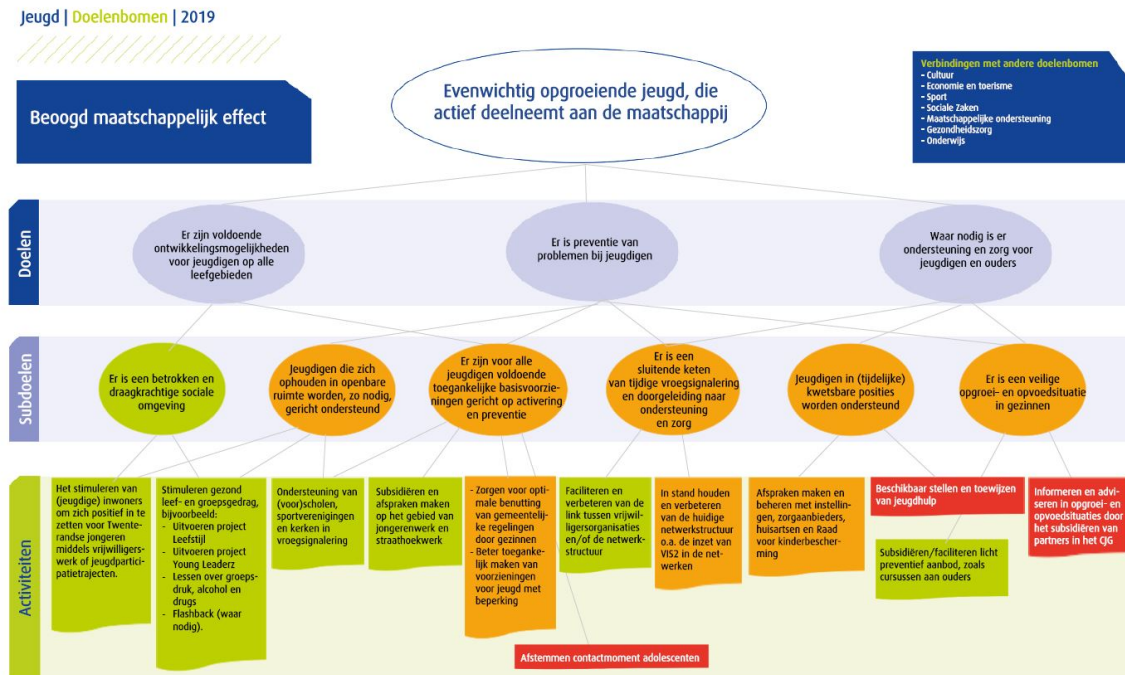 Jeugd | Doelenbomen | 2019
Beoogd maatschappelijk effect
Evenwichtig opgroeiende jeugd, die
actief deelneemt aan de maatschappij
Verbindingen met andere doelenbomen
- Cultuur
- Economie en toerisme
- Sport
- Sociale Zaken
- Maatschappelijke ondersteuning
- Gezondheidszorg
- Onderwijs
Doelen
Er zijn voldoende
ontwikkelingsmogelijkheden
voor jeugdigen op alle
leefgebieden
Er is preventie van
problemen bij jeugdigen
Waar nodig is er
ondersteuning en zorg voor
jeugdigen en ouders
Subdoelen
Er is een betrokken en
draagkrachtige sociale
omgeving
Jeugdigen die zich
ophouden in openbare
ruimte worden, zo nodig,
gericht ondersteund
Er zijn voor alle
jeugdigen voldoende
toegankelijke basisvoorzie-
ningen gericht op activering
en preventie
Er is een
sluitende keten
van tijdige vroegsignalering
en doorgeleiding naar
ondersteuning
en zorg
Jeugdigen in (tijdelijke)
kwetsbare posities
worden ondersteund
Er is een veilige
opgroei- en opvoedsituatie
in gezinnen
Activiteiten
Het stimuleren van
(jeugdige) inwoners
om zich positief in te
zetten voor Twente-
randse jongeren
middels vrijwilligers-
werk of jeugdpartici-
patietrajecten.
Stimuleren gezond
leef- en groepsgedrag,
bijvoorbeeld:
- Uitvoeren project
Leefstijl
- Uitvoeren project
Young Leaderz
- Lessen over groeps-
druk, alcohol en
drugs
- Flashback (waar
nodig).
Ondersteuning van
(voor)scholen,
sportverenigingen
en kerken in
vroegsignalering
Subsidiëren en
afspraken maken
op het gebied van
jongerenwerk en
straathoekwerk
- Zorgen voor opti-
male benutting
van gemeentelij-
ke regelingen
door gezinnen
- Beter toeganke-
lijk maken van
voorzieningen
voor jeugd met
beperking
Faciliteren en
verbeteren van de
link tussen vrijwil-
ligersorganisaties
en/of de netwerk-
structuur
In stand houden
en verbeteren
van de huidige
netwerkstructuur
o.a. de inzet van
VIS2 in de net-
werken
Afspraken maken en
beheren met instellin-
gen, zorgaanbieders,
huisartsen en Raad
voor kinderbescher-
ming
Beschikbaar stellen en toewijzen
van jeugdhulp
Subsidiëren/faciliteren licht
preventief aanbod, zoals
cursussen aan ouders
Informeren en advi-
seren in opgroei- en
opvoedsituaties door
het subsidiëren van
partners in het CJG
Afstemmen contactmoment adolescenten